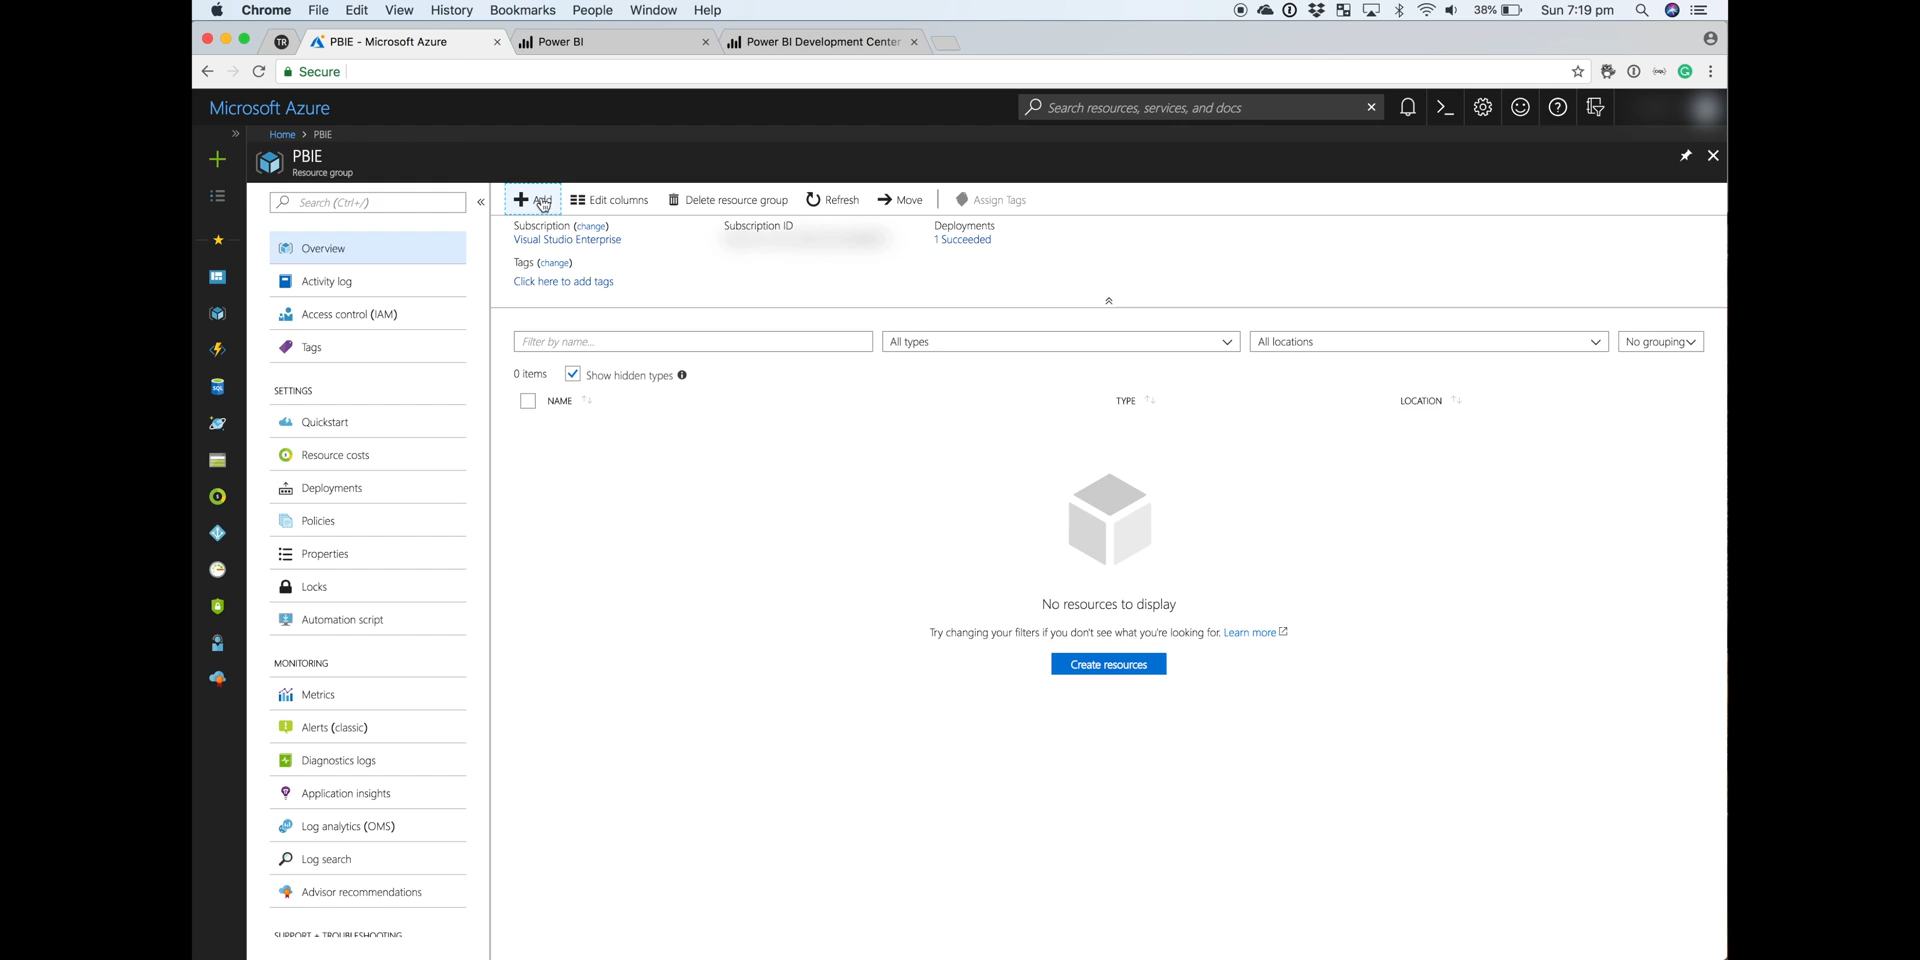 Chrome File Edit View History Bookmarks People Window Help 38% Sun 7:19 pm
TR PBIE - Microsoft Azure Power BI Power BI Development Center
Secure
Microsoft Azure Search resources, services, and docs
Home > PBIE
PBIE
Resource group
Search (Ctrl+/)
Add Edit columns Delete resource group Refresh Move Assign Tags
Subscription (change) Subscription ID Deployments
Visual Studio Enterprise 1 Succeeded
Tags (change)
Click here to add tags
Overview
Activity log
Access control (IAM)
Tags
SETTINGS
Quickstart
Resource costs
Deployments
Policies
Properties
Locks
Automation script
MONITORING
Metrics
Alerts (classic)
Diagnostics logs
Application insights
Log analytics (OMS)
Log search
Advisor recommendations
SUPPORT + TROUBLESHOOTING
Filter by name... All types All locations No grouping
0 items Show hidden types
NAME TYPE LOCATION
No resources to display
Try changing your filters if you don't see what you're looking for. Learn more
Create resources